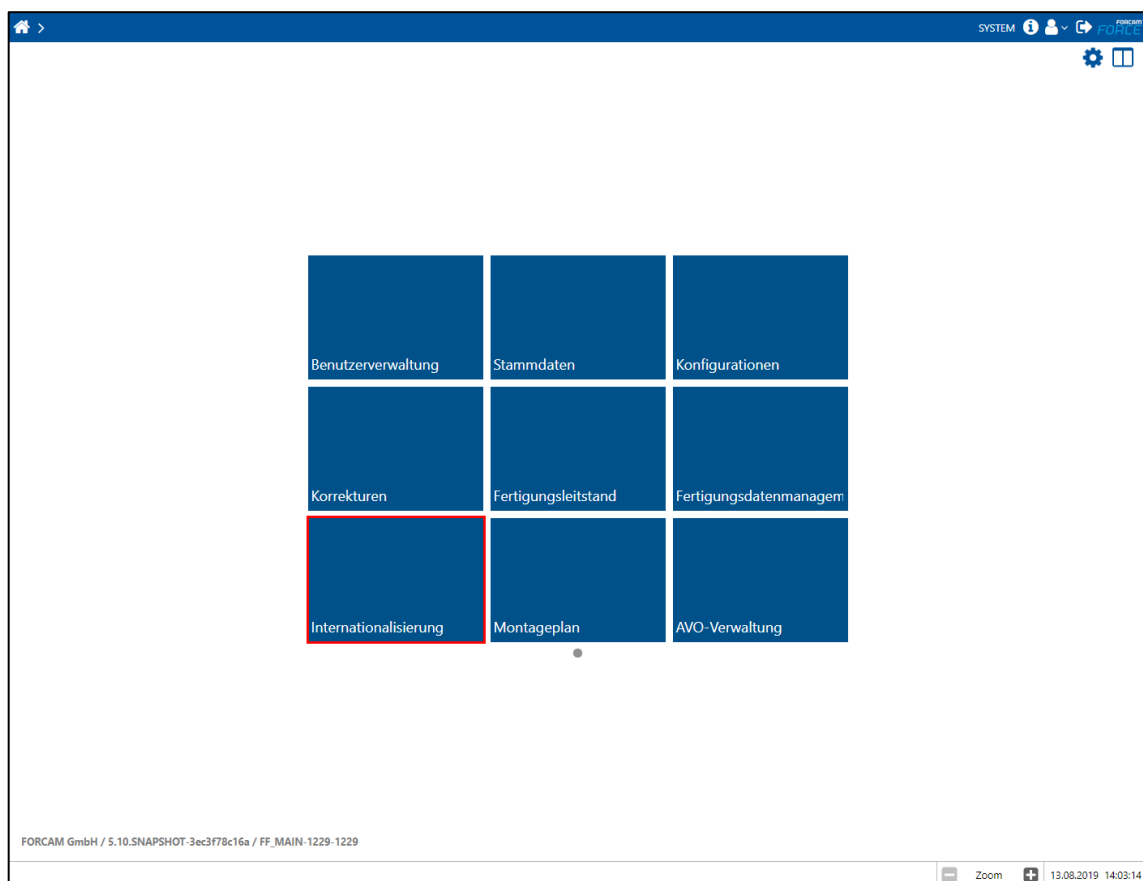 SYSTEM
FORCAM
FORCE
Benutzerverwaltung
Stammdaten
Konfigurationen
Korrekturen
Fertigungsleitstand
Fertigungsdatenmanagem
Internationalisierung
Montageplan
AVO-Verwaltung
FORCAM GmbH / 5.10.SNAPSHOT-3ec3f78c16a / FF_MAIN-1229-1229
Zoom
13.08.2019 14:03:14